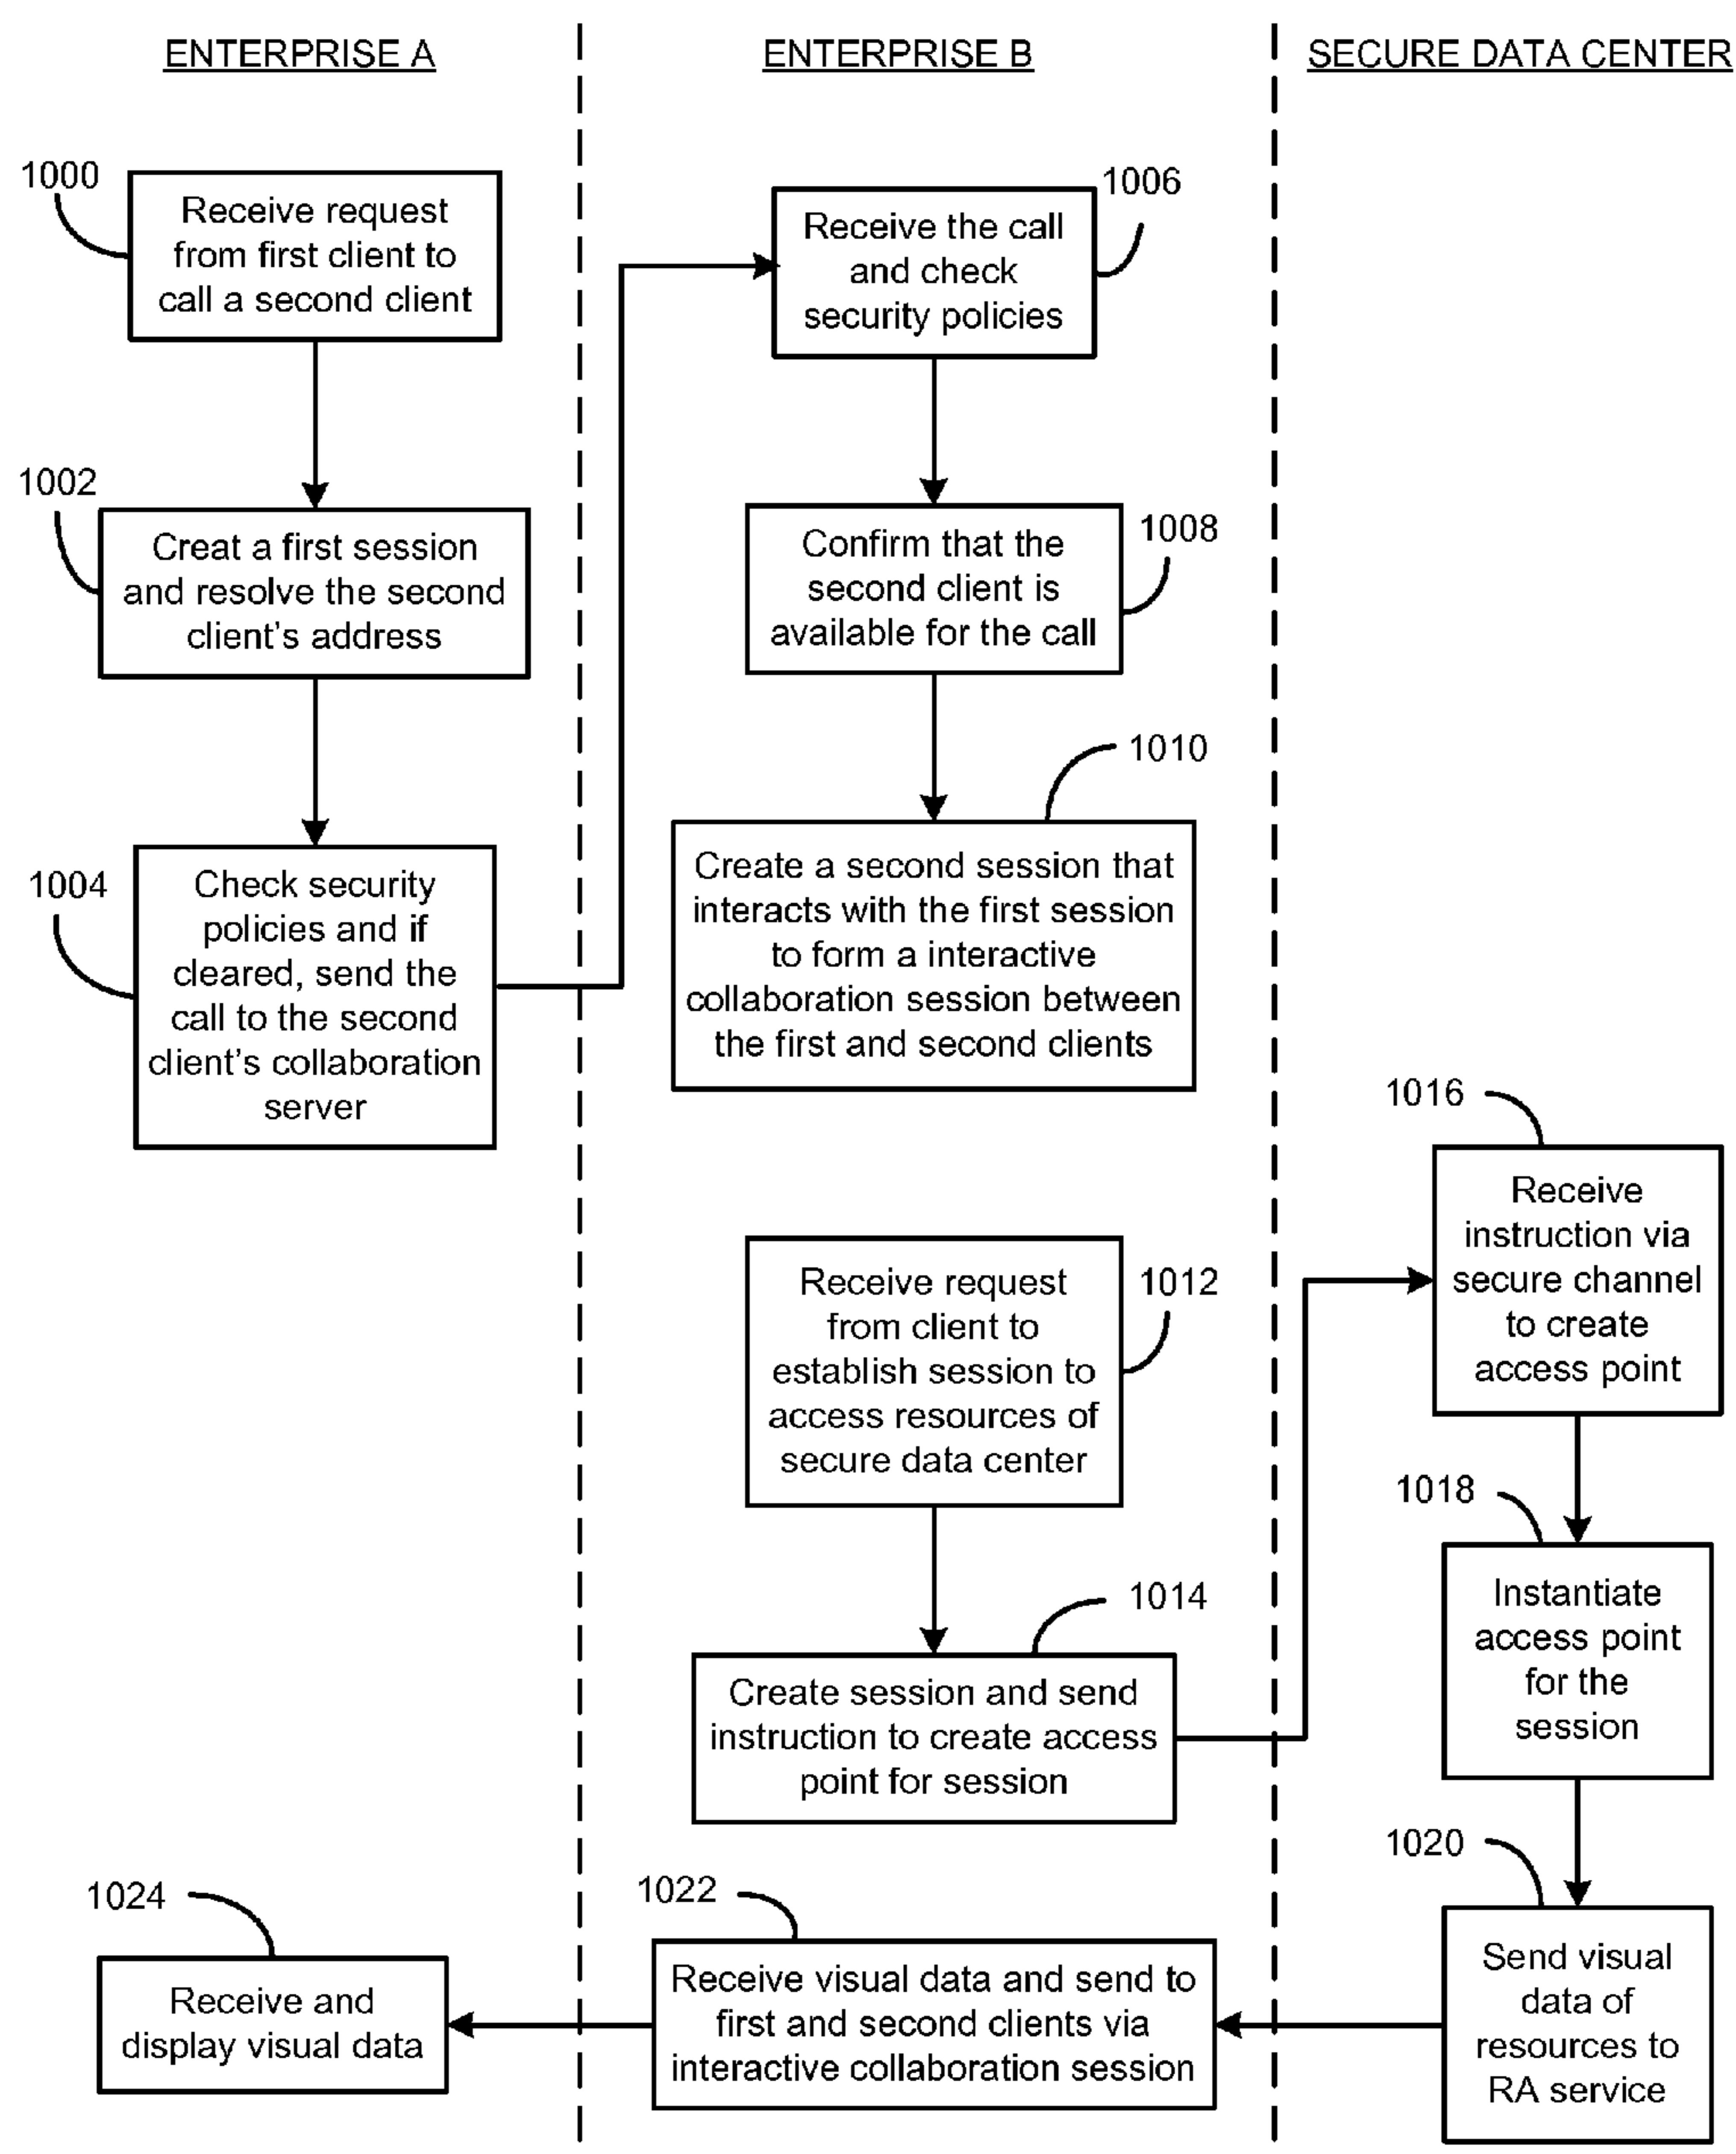 ENTERPRISE A
ENTERPRISE B
SECURE DATA CENTER
1000
Receive request
from first client to
call a second client
1002
Creat a first session
and resolve the second
client's address
1004
Check security
policies and if
cleared, send the
call to the second
client's collaboration
server
1006
Receive the call
and check
security policies
1008
Confirm that the
second client is
available for the call
1010
Create a second session that
interacts with the first session
to form a interactive
collaboration session between
the first and second clients
1012
Receive request
from client to
establish session to
access resources of
secure data center
1014
Create session and send
instruction to create access
point for session
1016
Receive
instruction via
secure channel
to create
access point
1018
Instantiate
access point
for the
session
1020
Send visual
data of
resources to
RA service
1022
Receive visual data and send to
first and second clients via
interactive collaboration session
1024
Receive and
display visual data